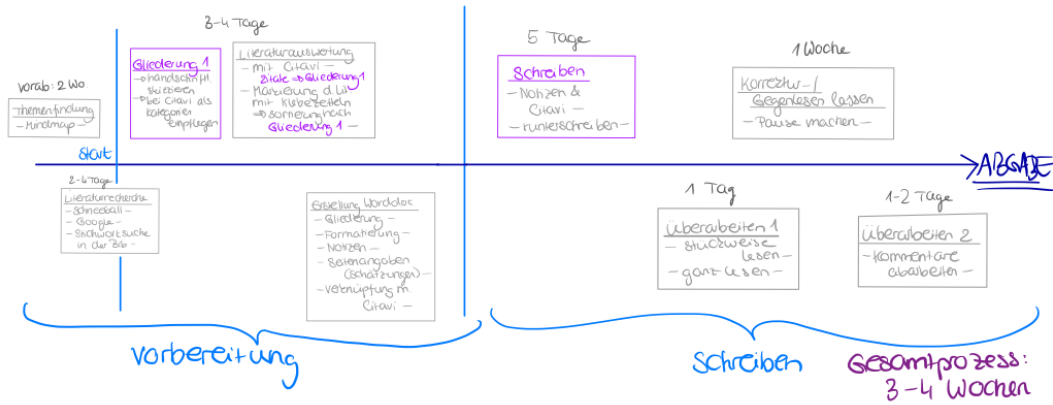 vorab: 2 Wo.
Themenfindung
- Mindmap -
Start
3-4 Tage
Gliederung 1
handschriftl.
skizzieren
bei Citavi als
Kategorien
einpflegen
Literaturauswertung
- mit Citavi -
Zitate => Gliederung 1
- Markierung d. Lit
mit Klebezetteln
=> Sortierung nach
Gliederung 1 -
5 Tage
Schreiben
- Notizen &
Citavi -
- runterschreiben -
1 Woche
Korrektur-/
Gegenlesen lassen
- Pause machen -
ABGABE
2-4 Tage
Literaturrecherche
- Schneeball -
- Google -
- Stichwortsuche
in der Bib -
Erstellung Worddoc
- Gliederung -
- Formatierung -
- Notzen -
- Seitenangaben
(Schätzungen) -
- Verknüpfung m.
Citavi -
1 Tag
Überarbeiten 1
- stückweise
lesen -
- ganz lesen -
1-2 Tage
Überarbeiten 2
- Kommentare
abarbeiten -
Vorbereitung
Schreiben
Gesamtprozess:
3-4 Wochen